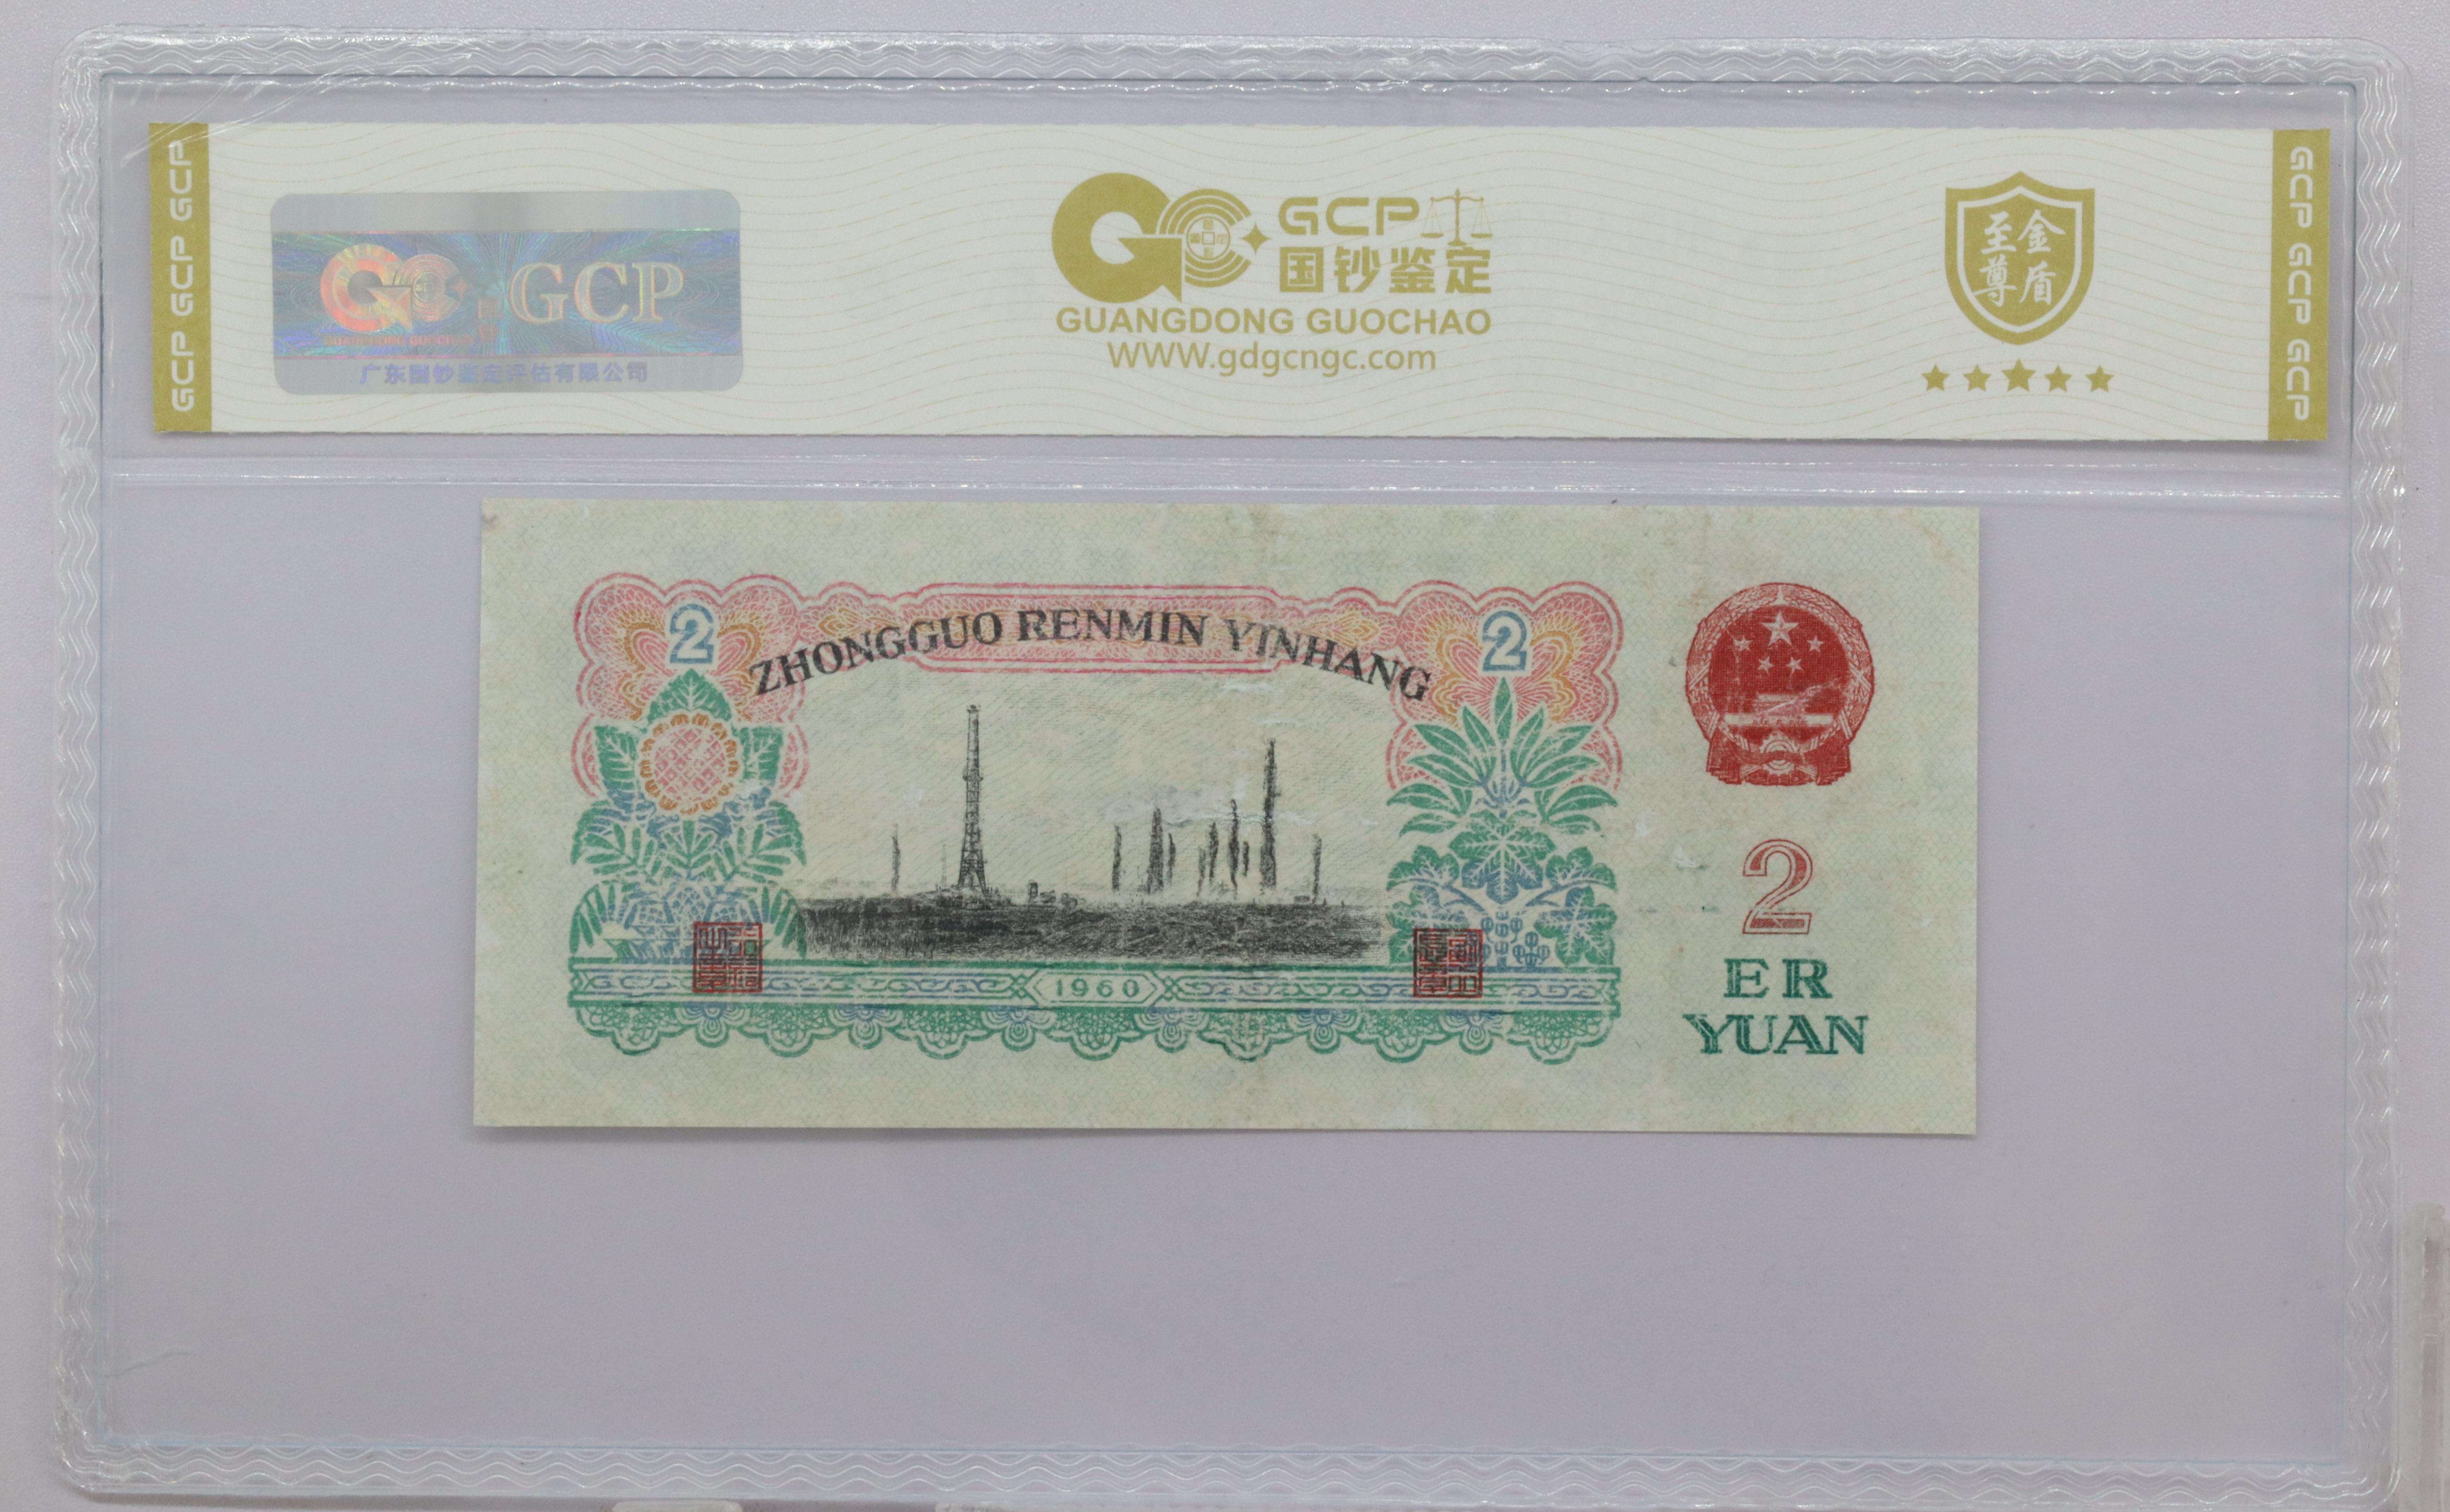 GCP GCP GCP
GCP
GUANGDONG GUOCHAO
广东国钞鉴定评估有限公司
GCP
国钞鉴定
GUANGDONG GUOCHAO
WWW.gdgcngc.com
至金
尊盾
GCP GCP GCP
2
ZHONGGUO RENMIN YINHANG
2
1960
2
ER
YUAN